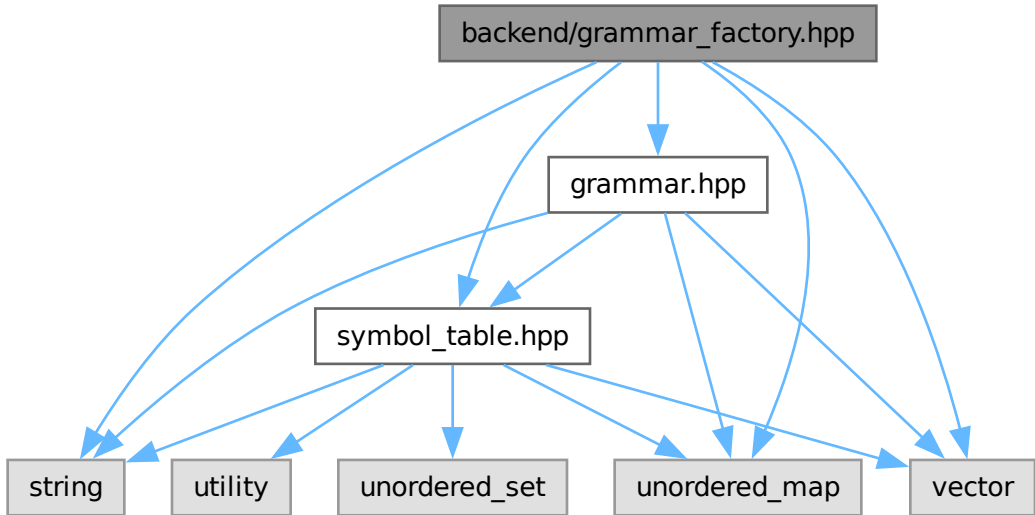 backend/grammar_factory.hpp
grammar.hpp
symbol_table.hpp
string
utility
unordered_set
unordered_map
vector